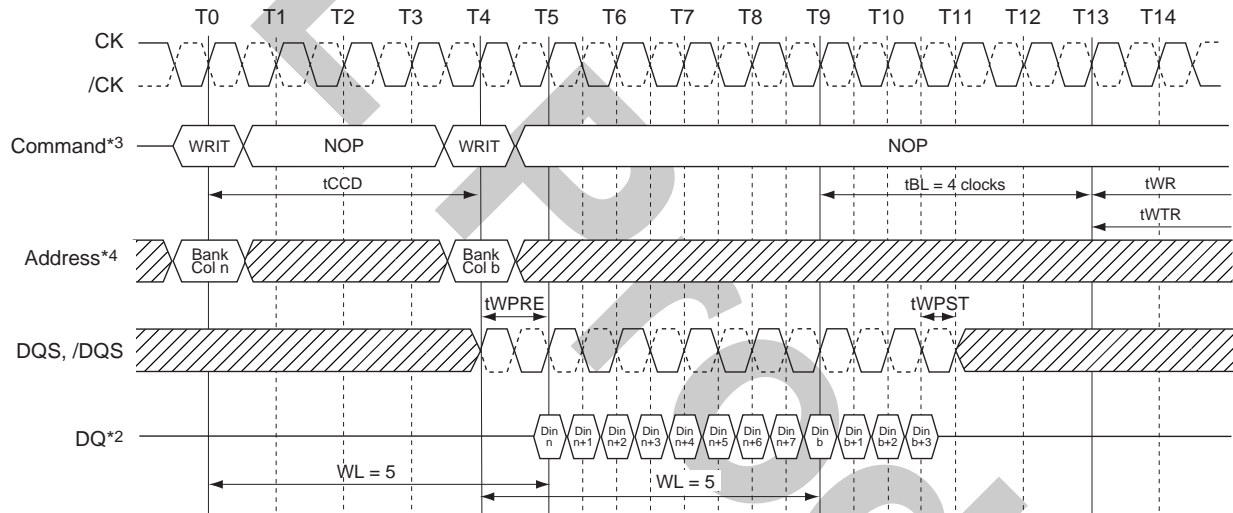 T0 T1 T2 T3 T4 T5 T6 T7 T8 T9 T10 T11 T12 T13 T14
CK
/CK
Command*3 WRIT NOP WRIT NOP
tCCD tBL = 4 clocks tWR
tWTR
Address*4 Bank Col n Bank Col b
tWPRE tWPST
DQS, /DQS
DQ*2 Din n Din n+1 Din n+2 Din n+3 Din n+4 Din n+5 Din n+6 Din n+7 Din b Din b+1 Din b+2 Din b+3
WL = 5 WL = 5